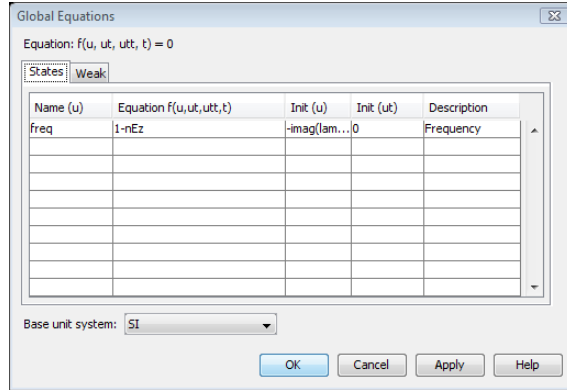 Global Equations
Equation: f(u, ut, utt, t) = 0
States Weak
Name (u) Equation f(u,ut,utt,t) Init (u) Init (ut) Description
freq 1-nEz -imag(lam... 0 Frequency
Base unit system: SI
OK Cancel Apply Help